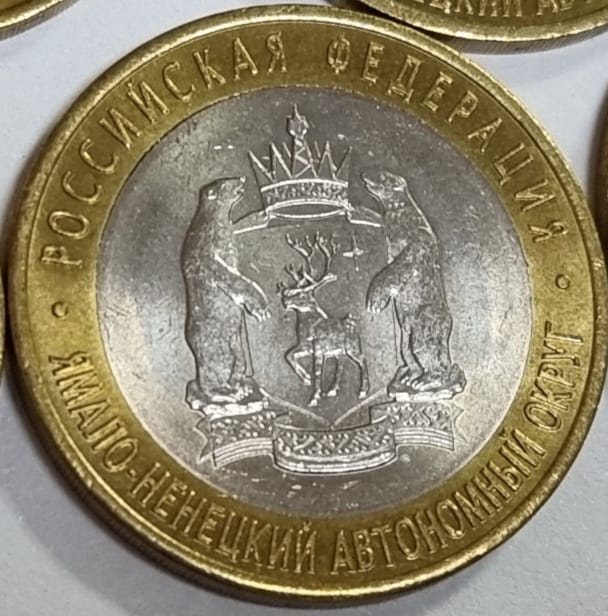 РОССИЙСКАЯ ФЕДЕРАЦИЯ
ЯМАЛО-НЕНЕЦКИЙ АВТОНОМНЫЙ ОКРУГ